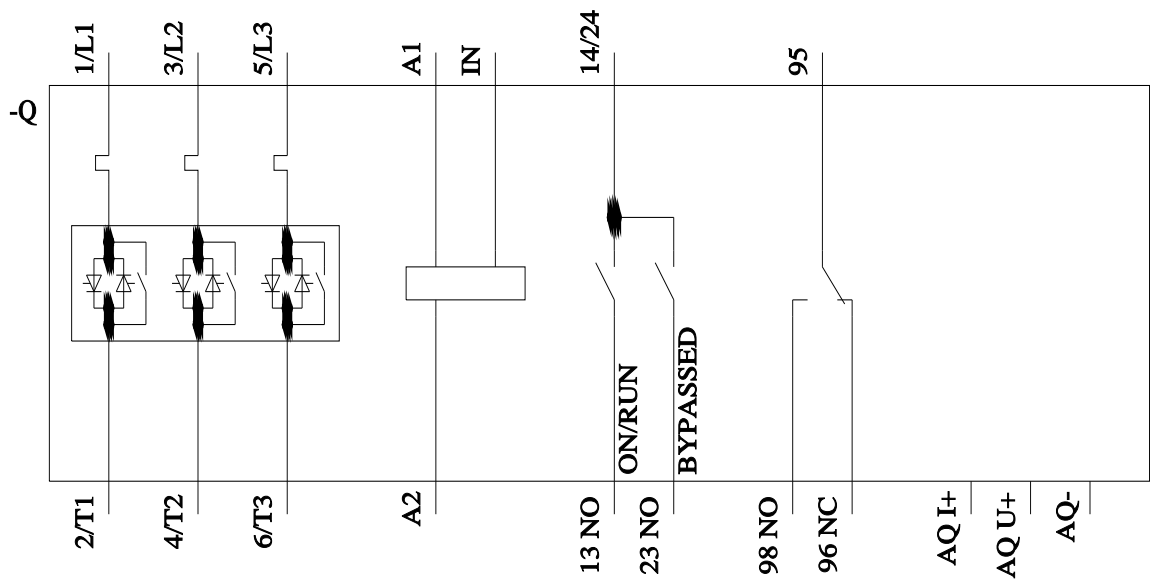 1/L1
3/L2
5/L3
A1
IN
14/24
95
-Q
ON/RUN
BYPASSED
2/T1
4/T2
6/T3
A2
13 NO
23 NO
98 NO
96 NC
AQ I+
AQ U+
AQ-